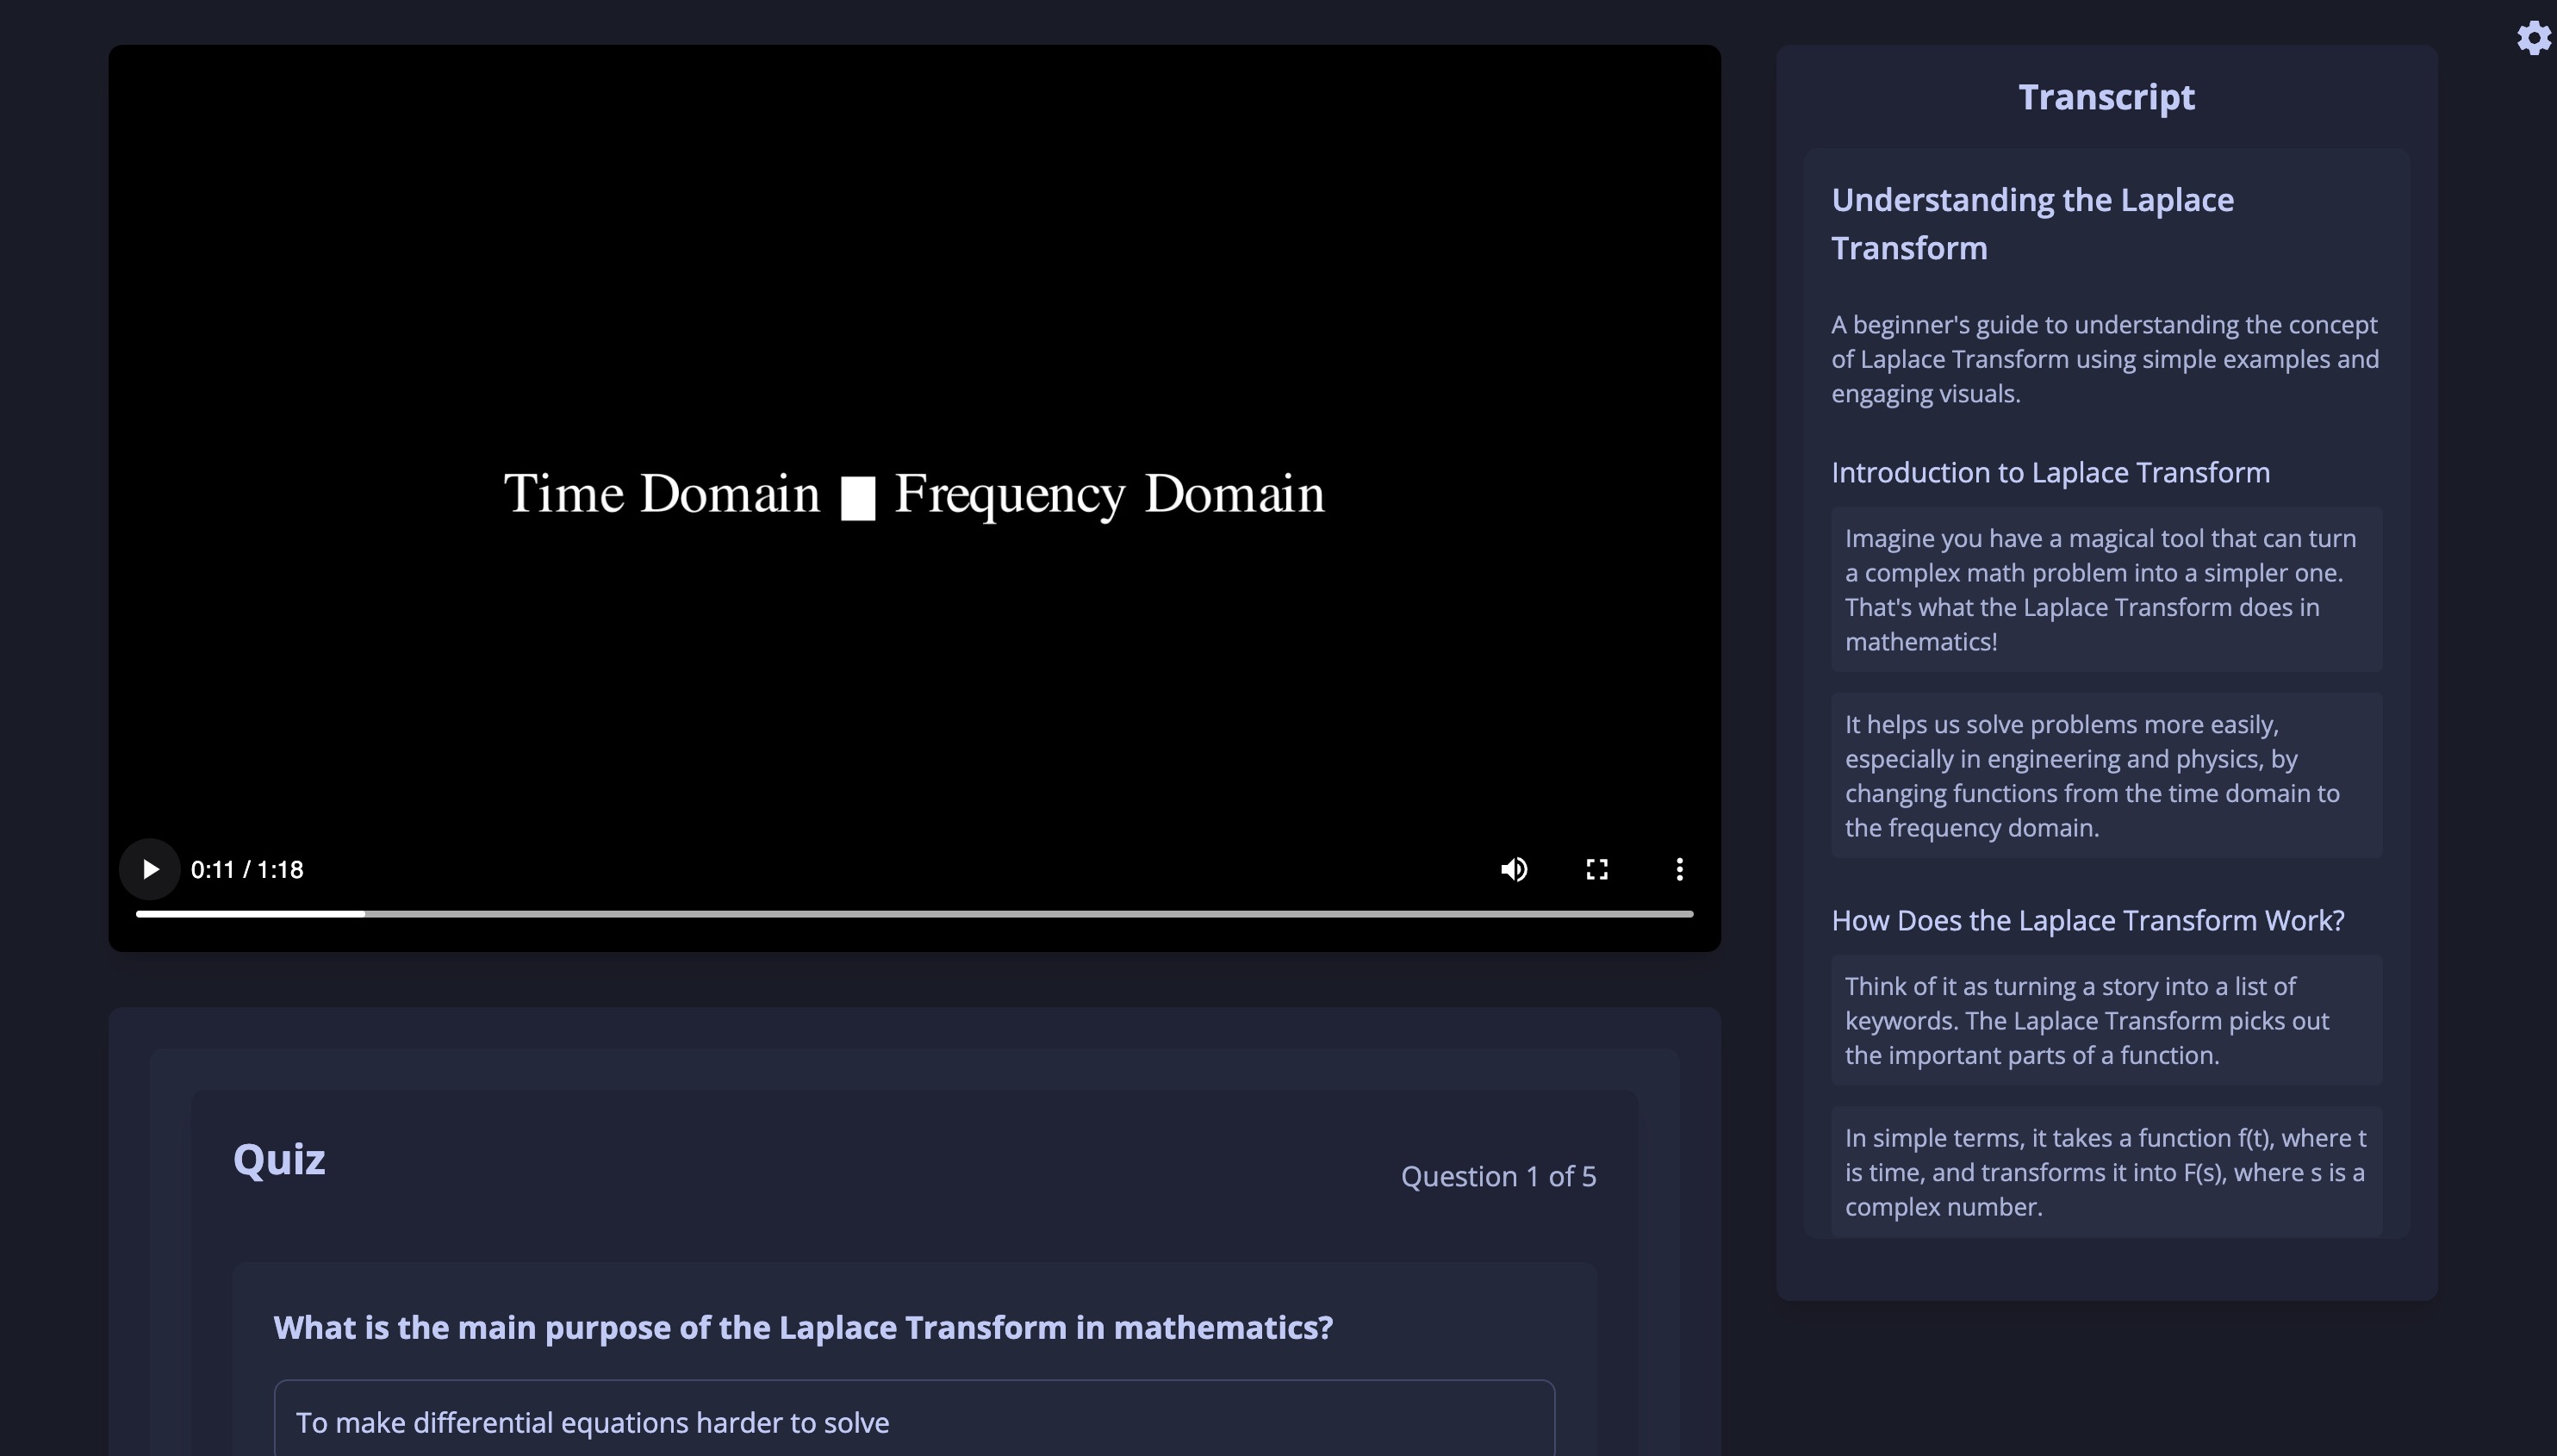 Time Domain ■ Frequency Domain
0:11 / 1:18
Quiz
Question 1 of 5
What is the main purpose of the Laplace Transform in mathematics?
To make differential equations harder to solve
Transcript
Understanding the Laplace
Transform
A beginner's guide to understanding the concept
of Laplace Transform using simple examples and
engaging visuals.
Introduction to Laplace Transform
Imagine you have a magical tool that can turn
a complex math problem into a simpler one.
That's what the Laplace Transform does in
mathematics!
It helps us solve problems more easily,
especially in engineering and physics, by
changing functions from the time domain to
the frequency domain.
How Does the Laplace Transform Work?
Think of it as turning a story into a list of
keywords. The Laplace Transform picks out
the important parts of a function.
In simple terms, it takes a function f(t), where t
is time, and transforms it into F(s), where s is a
complex number.